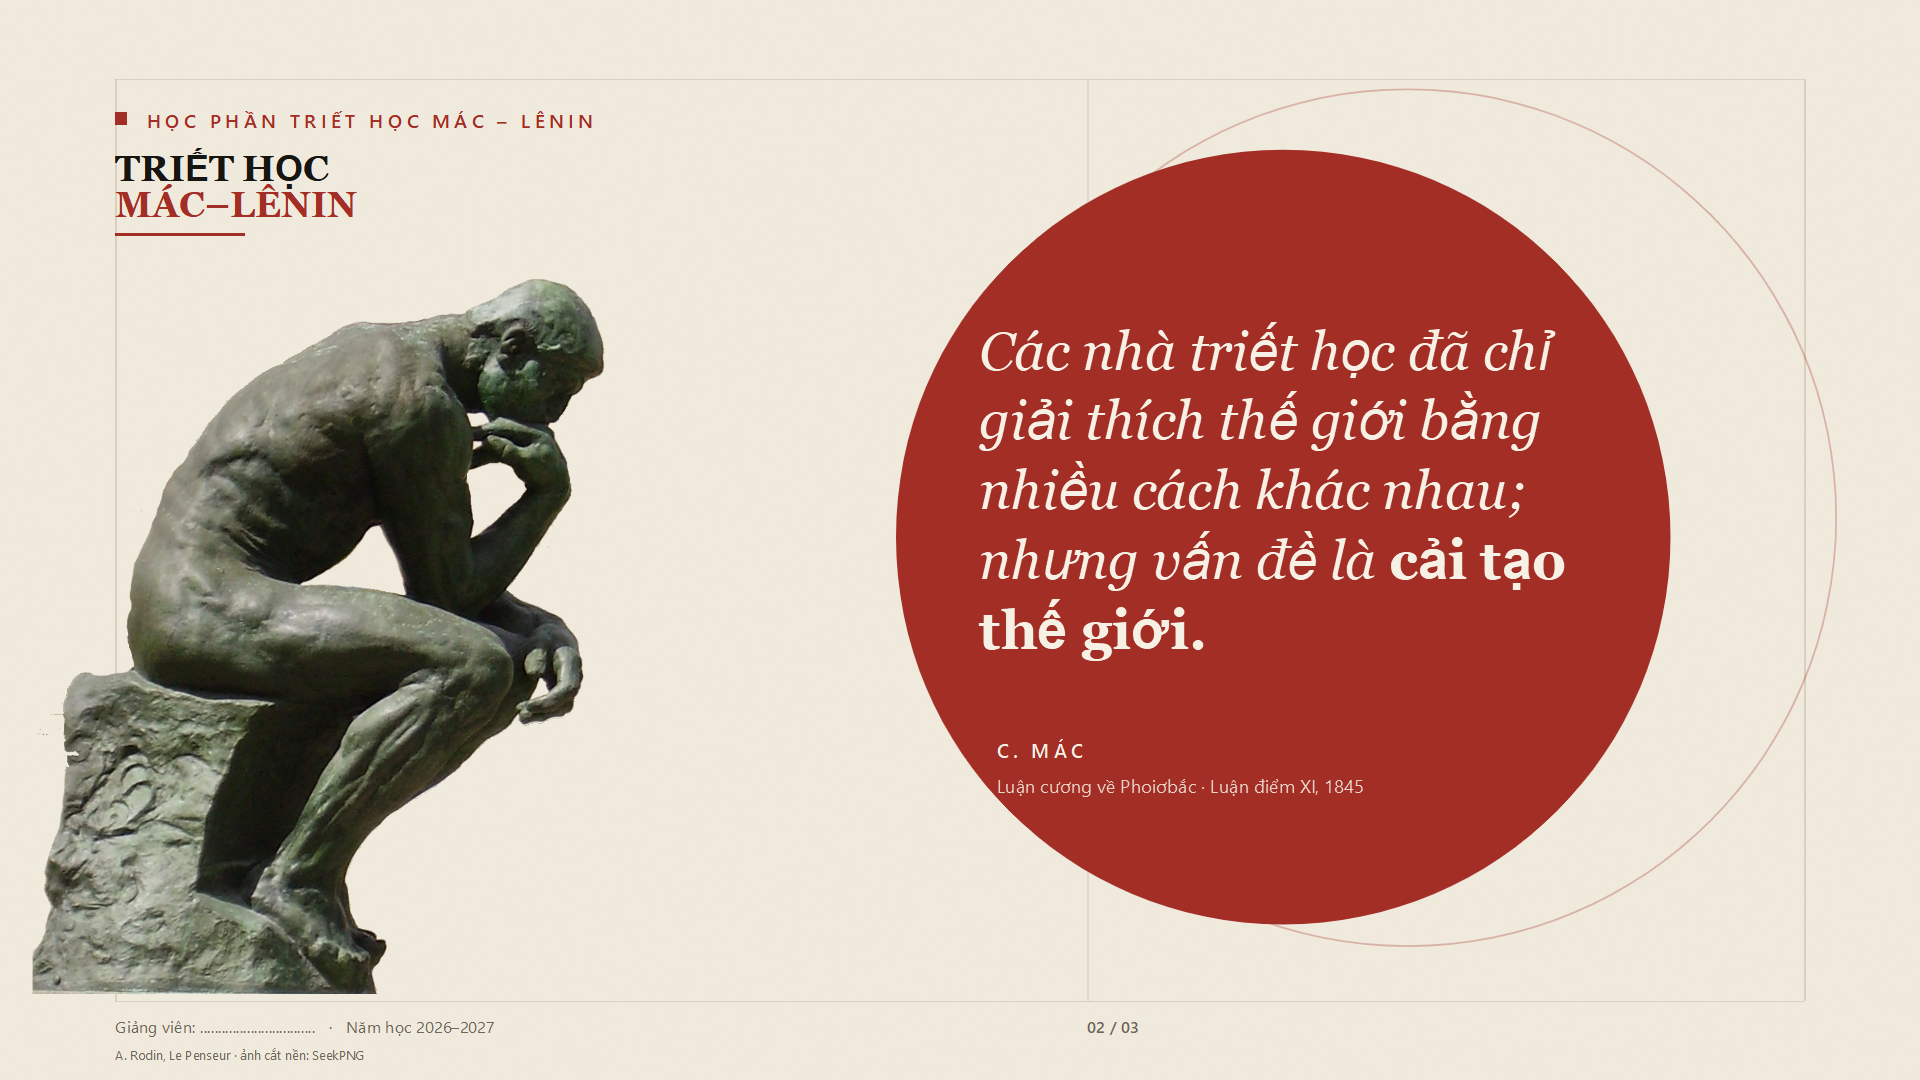 HỌC PHẦN TRIẾT HỌC MÁC – LÊNIN
TRIẾT HỌC
MÁC–LÊNIN
Các nhà triết học đã chỉ
giải thích thế giới bằng
nhiều cách khác nhau;
nhưng vấn đề là cải tạo
thế giới.
C. MÁC
Luận cương về Phoiơbắc · Luận điểm XI, 1845
Giảng viên: ................................ · Năm học 2026–2027
02 / 03
A. Rodin, Le Penseur · ảnh cắt nền: SeekPNG